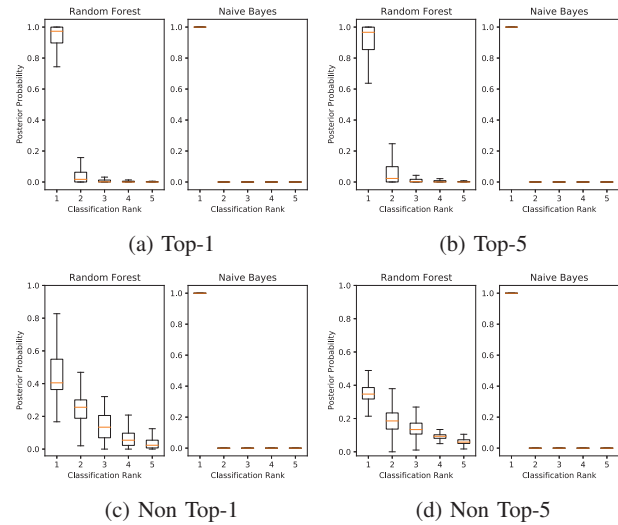 Random Forest
Naive Bayes
Posterior Probability
1.0
0.8
0.6
0.4
0.2
0.0
1 2 3 4 5
Classification Rank
1.0
0.8
0.6
0.4
0.2
0.0
1 2 3 4 5
Classification Rank
(a) Top-1
Random Forest
Naive Bayes
Posterior Probability
1.0
0.8
0.6
0.4
0.2
0.0
1 2 3 4 5
Classification Rank
1.0
0.8
0.6
0.4
0.2
0.0
1 2 3 4 5
Classification Rank
(b) Top-5
Random Forest
Naive Bayes
Posterior Probability
1.0
0.8
0.6
0.4
0.2
0.0
1 2 3 4 5
Classification Rank
1.0
0.8
0.6
0.4
0.2
0.0
1 2 3 4 5
Classification Rank
(c) Non Top-1
Random Forest
Naive Bayes
Posterior Probability
1.0
0.8
0.6
0.4
0.2
0.0
1 2 3 4 5
Classification Rank
1.0
0.8
0.6
0.4
0.2
0.0
1 2 3 4 5
Classification Rank
(d) Non Top-5